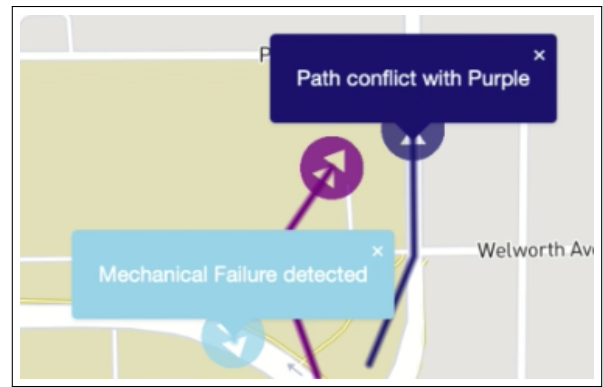 P
×
Path conflict with Purple
Welworth Av
×
Mechanical Failure detected